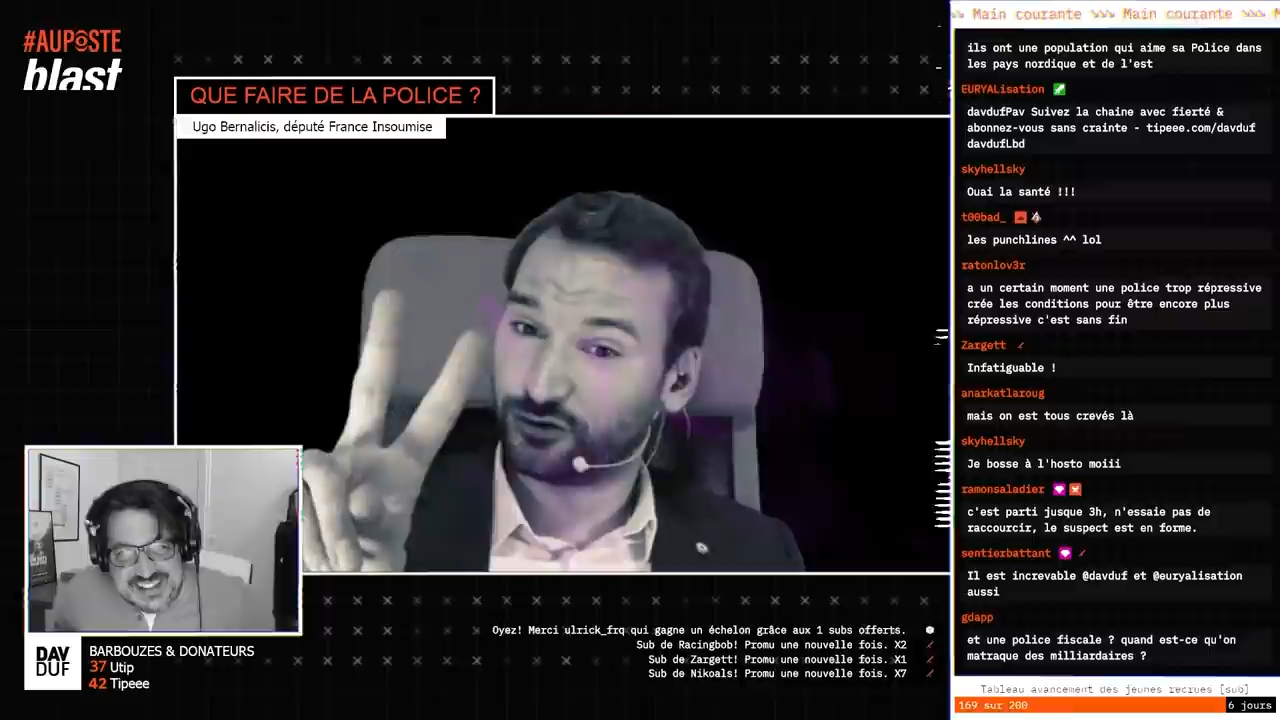 #AUPOSTE
blast
QUE FAIRE DE LA POLICE ?
Ugo Bernalicis, député France Insoumise
DAV
DUF
BARBOUZES & DONATEURS
37 Utip
42 Tipeee
Oyez! Merci ulrick_frq qui gagne un échelon grâce aux 1 subs offerts.
Sub de Racingbob! Promu une nouvelle fois. X2
Sub de Zargett! Promu une nouvelle fois. X1
Sub de Nikoals! Promu une nouvelle fois. X7
Main courante Main courante
ils ont une population qui aime sa Police dans
les pays nordique et de l'est
EURYALisation
davdufPav Suivez la chaine avec fierté &
abonnez-vous sans crainte - tipeee.com/davduf
davdufLbd
skyhellsky
Ouai la santé !!!
t00bad_
les punchlines ^^ lol
ratonlov3r
a un certain moment une police trop répressive
crée les conditions pour être encore plus
répressive c'est sans fin
Zargett
Infatiguable !
anarkatlaroug
mais on est tous crevés là
skyhellsky
Je bosse à l'hosto moiii
ramonsaladier
c'est parti jusque 3h, n'essaie pas de
raccourcir, le suspect est en forme.
sentierbattant
Il est increvable @davduf et @euryalisation
aussi
gdapp
et une police fiscale ? quand est-ce qu'on
matraque des milliardaires ?
Tableau avancement des jeunes recrues [sub]
169 sur 200
6 jours